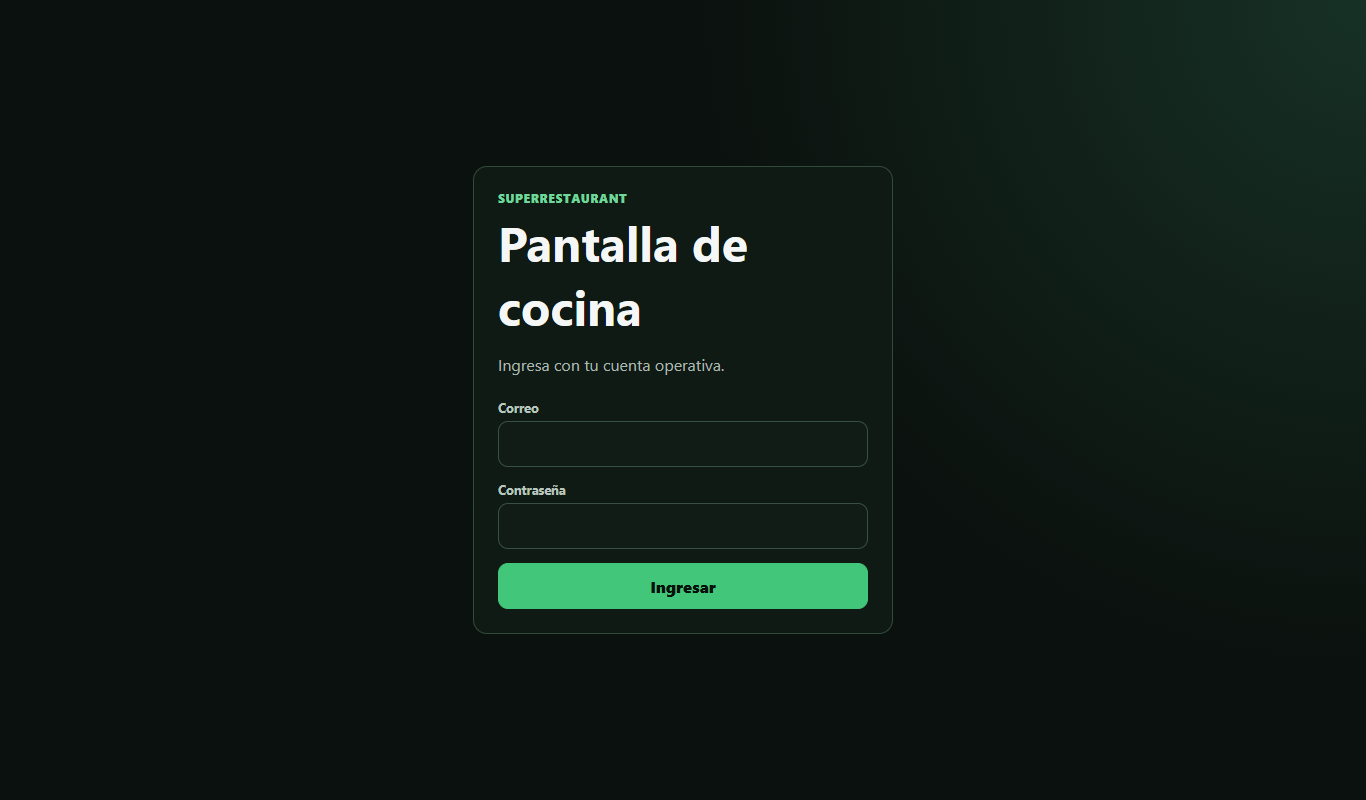 SUPERRESTAURANT
Pantalla de
cocina
Ingresa con tu cuenta operativa.
Correo
Contraseña
Ingresar